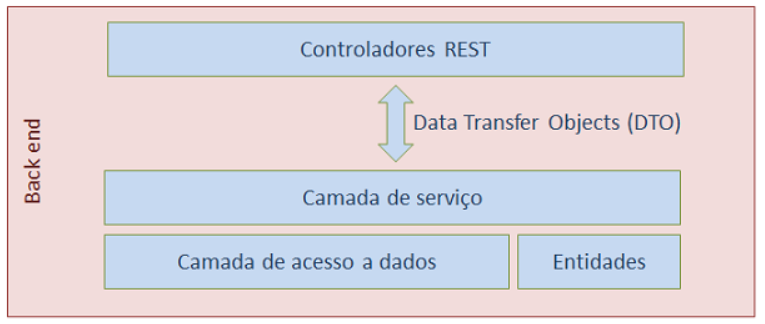 Controladores REST
Data Transfer Objects (DTO)
Back end
Camada de serviço
Camada de acesso a dados
Entidades